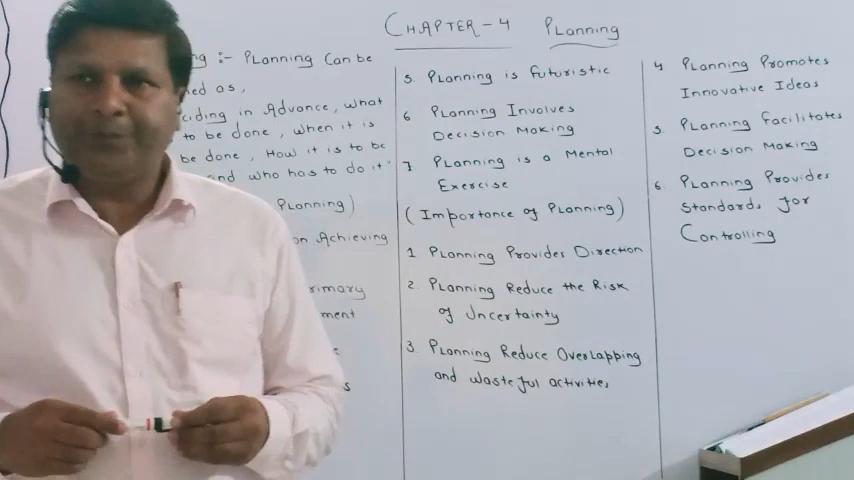 CHAPTER-4 Planning
:- Planning Can be
as,
in Advance, what
to be done, when it is
be done, How it is to be
and who has to do it"
Planning)
on Achieving
5. Planning is futuristic
6 Planning Involves
Decision Making
7. Planning is a Mental
Exercise
(Importance of Planning)
1 Planning Provides Direction
2. Planning Reduce the Risk
of Uncertainty
3. Planning Reduce Overlapping
and wasteful activities
4 Planning Promotes
Innovative Ideas
5. Planning facilitates
Decision Making
6. Planning Provides
Standards for
Controlling